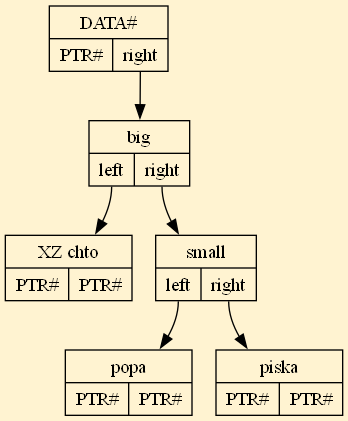 DATA#
PTR# right
big
left right
XZ chto
PTR# PTR#
small
left right
popa
PTR# PTR#
piska
PTR# PTR#